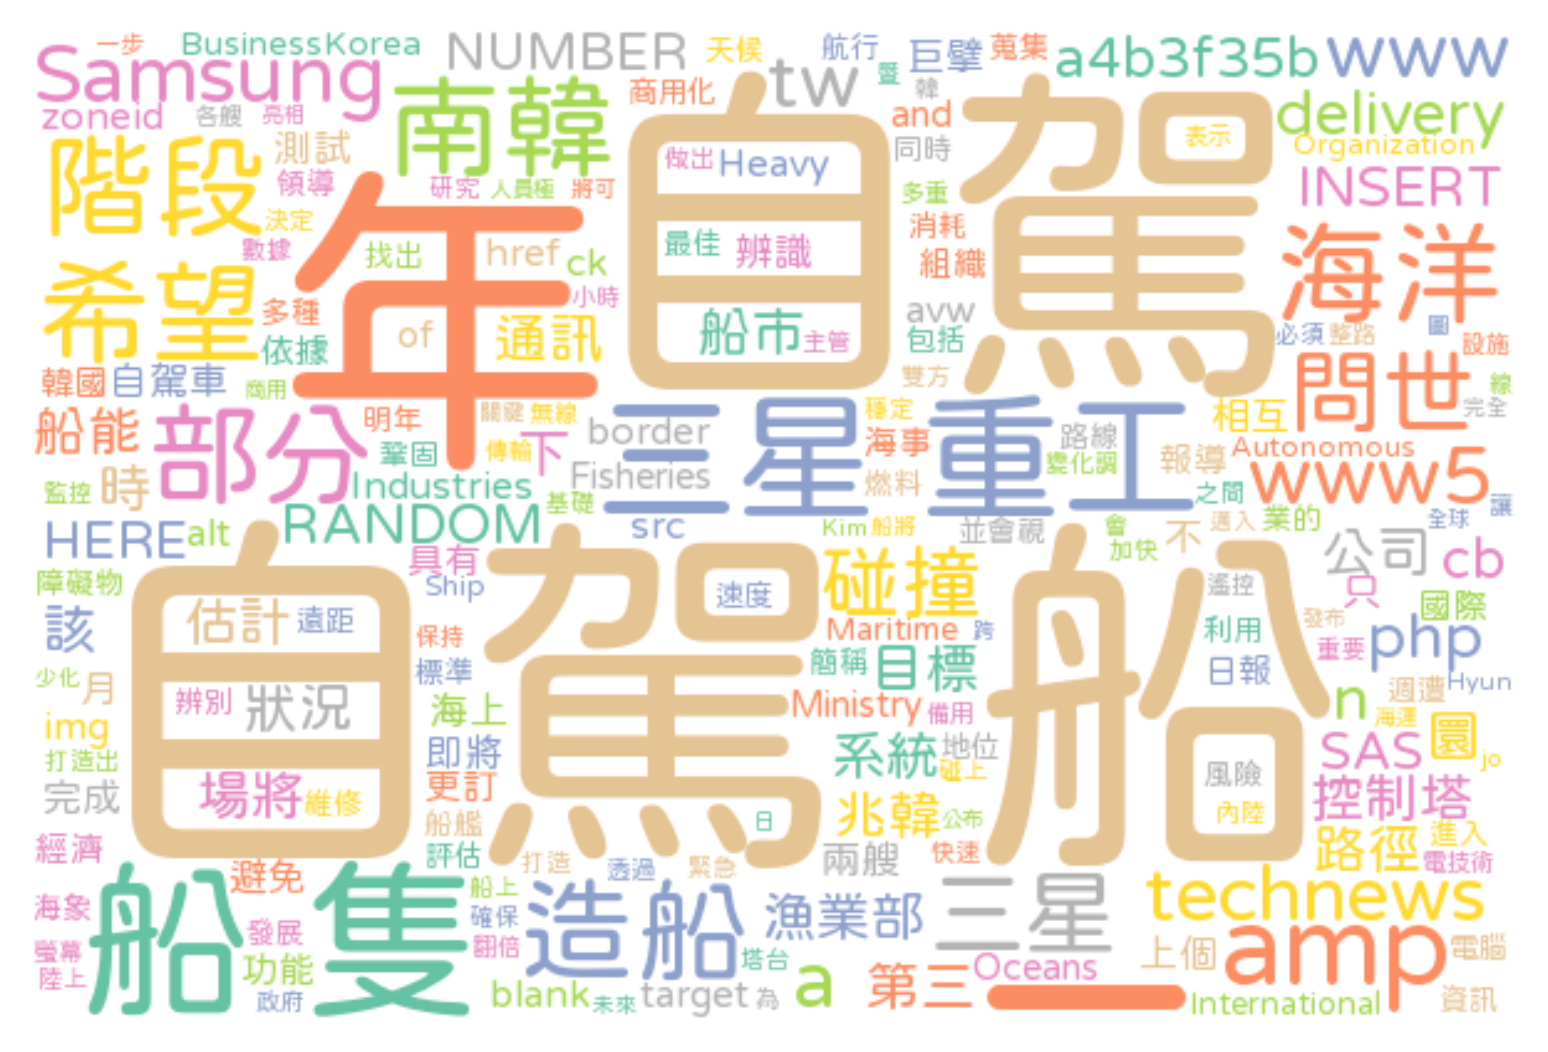 一步 BusinessKorea NUMBER 天候 航行 巨擘 蒐集 a4b3f35b www
Samsung 南韓 商用化 tw 暨 韓
zoneid 各艘 亮相 自駕 and delivery
階段 測試 做出 Heavy 同時 表示 Organization
領導 研究 人員極 將可 多重 INSERT
決定 年 消耗 海洋
數據 找出 href ck 最佳 辨識 組織
希望 多種 小時 avw
依據 of 通訊 船市 主管 包括 必須 整路 圖 設施
韓國 自駕車 商用 雙方 問世 線
船能 部分 明年 關鍵 無線 三星重工 穩定 相互 完全
鞏固 傳輸 下 border 海事 路線 Autonomous
監控 時 Industries Fisheries 燃料 變化調 報導 www5
RANDOM 基礎 之間 讓
HERE alt src Kim 船將 並會視 會 不 邁入 業的 全球
障礙物 具有 碰撞 加快 公司 cb
自駕船 Ship 速度 遙控 只 國際
該 估計 遠距 保持 Maritime 跨 利用 發布 php
少化 月 標準 簡稱 目標 日報 重要 Hyun
img 辨別 狀況 海上 Ministry 備用 n 週遭 海運
打造出 即將 系統 地位 SAS 圜 jo
完成 場將 維修 更訂 碰上 風險 控制塔
船艦 日 兆韓 公布 內陸
經濟 評估 打造 透過 緊急 兩艘 快速 路徑 進入 電技術
船隻 避免 船上 造船 漁業部 三星 technews
海象 發展 確保 amp
螢幕 功能 翻倍 塔台 上個 電腦
陸上 政府 blank 未來 target 為 a 第三 Oceans 一 International 資訊